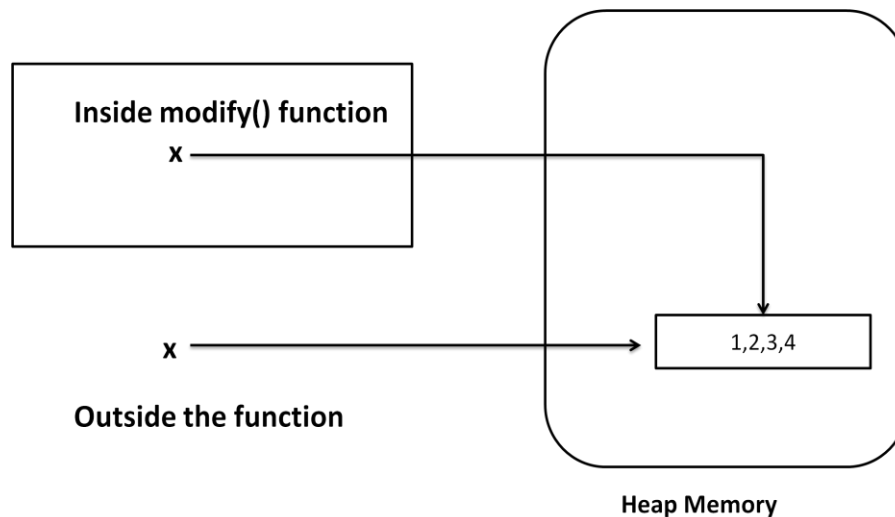 Inside modify() function
x
x
1,2,3,4
Outside the function
Heap Memory